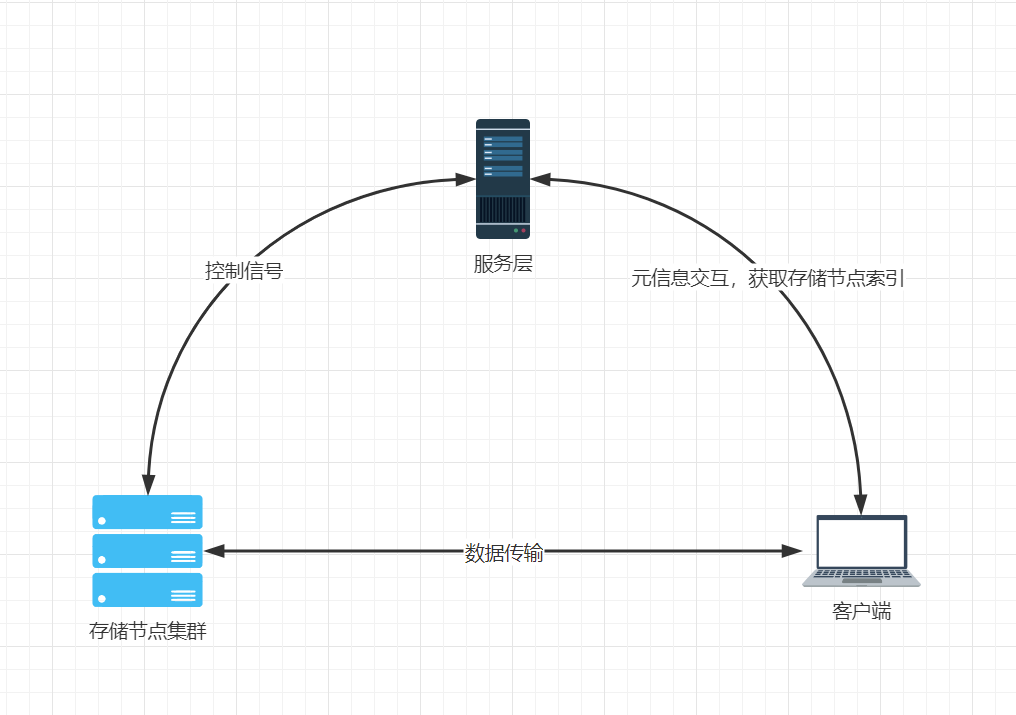 服务层
控制信号
元信息交互，获取存储节点索引
数据传输
客户端
存储节点集群